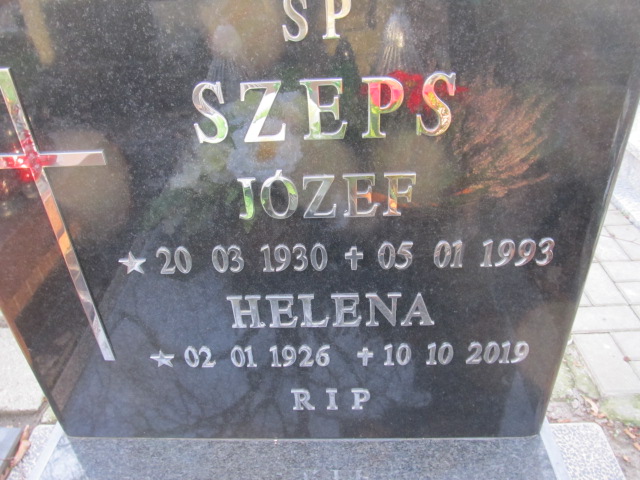 SP
SZEPS
JÓZEF
★ 20 03 1930 ✝ 05 01 1993
HELENA
★ 02 01 1926 ✝ 10 10 2019
RIP